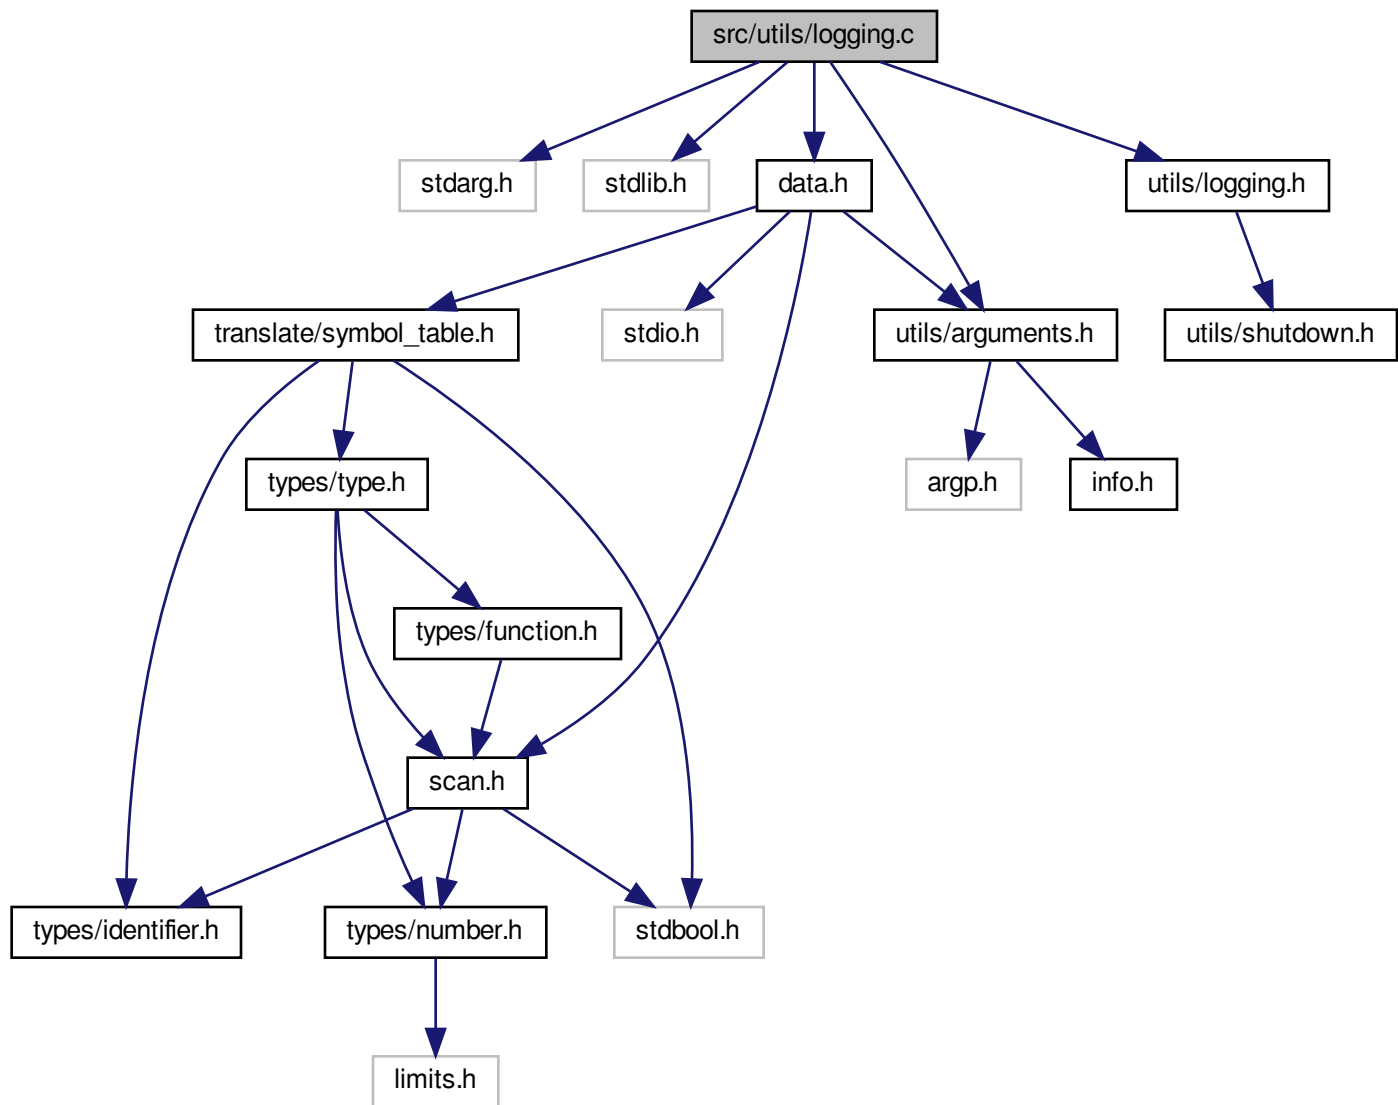 src/utils/logging.c
stdarg.h
stdlib.h
data.h
utils/logging.h
translate/symbol_table.h
stdio.h
utils/arguments.h
utils/shutdown.h
types/type.h
argp.h
info.h
types/function.h
scan.h
types/identifier.h
types/number.h
stdbool.h
limits.h